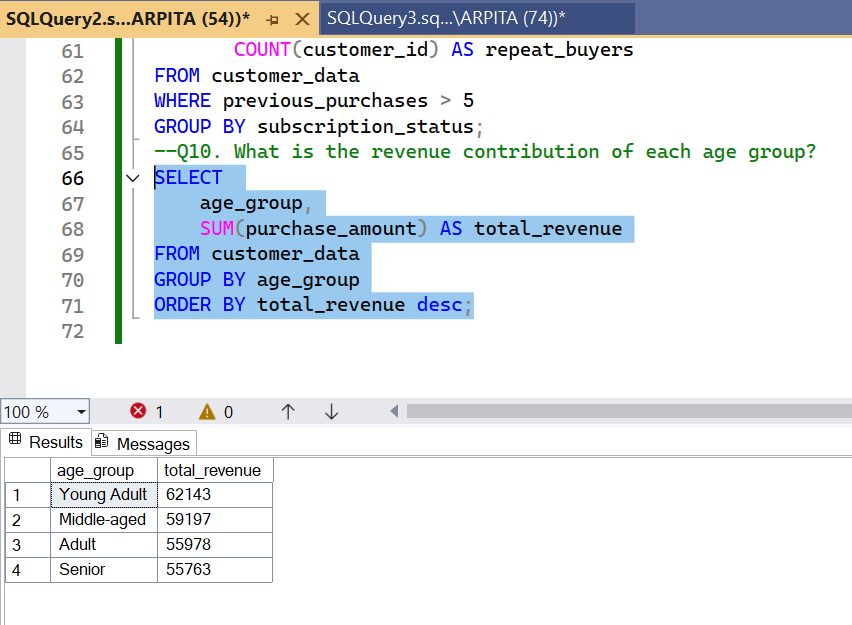 SQLQuery2.s...ARPITA (54))* SQLQuery3.sq...\ARPITA (74))*
61 COUNT(customer_id) AS repeat_buyers
62 FROM customer_data
63 WHERE previous_purchases > 5
64 GROUP BY subscription_status;
65 --Q10. What is the revenue contribution of each age group?
66 SELECT
67 age_group,
68 SUM(purchase_amount) AS total_revenue
69 FROM customer_data
70 GROUP BY age_group
71 ORDER BY total_revenue desc;
72
100 % 1 0
Results Messages
age_group total_revenue
1 Young Adult 62143
2 Middle-aged 59197
3 Adult 55978
4 Senior 55763